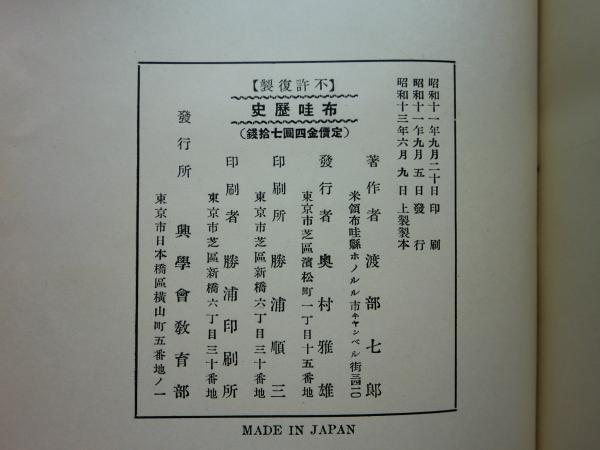 昭和十一年九月二十日印刷
昭和十一年九月五日發行
昭和十三年六月九日上製製本
【不許復製】
布哇歷史
(定價金四圓七拾錢)
著作者 渡部七郎
米領布哇縣ホノルル市キャンベル街三四二〇
發行者 奧村雅雄
東京市芝區濱松町一丁目十五番地
印刷所 勝浦順三
東京市芝區新橋六丁目三十番地
印刷者 勝浦印刷所
東京市芝區新橋六丁目三十番地
發行所 興學會敎育部
東京市日本橋區橫山町五番地ノ一
MADE IN JAPAN